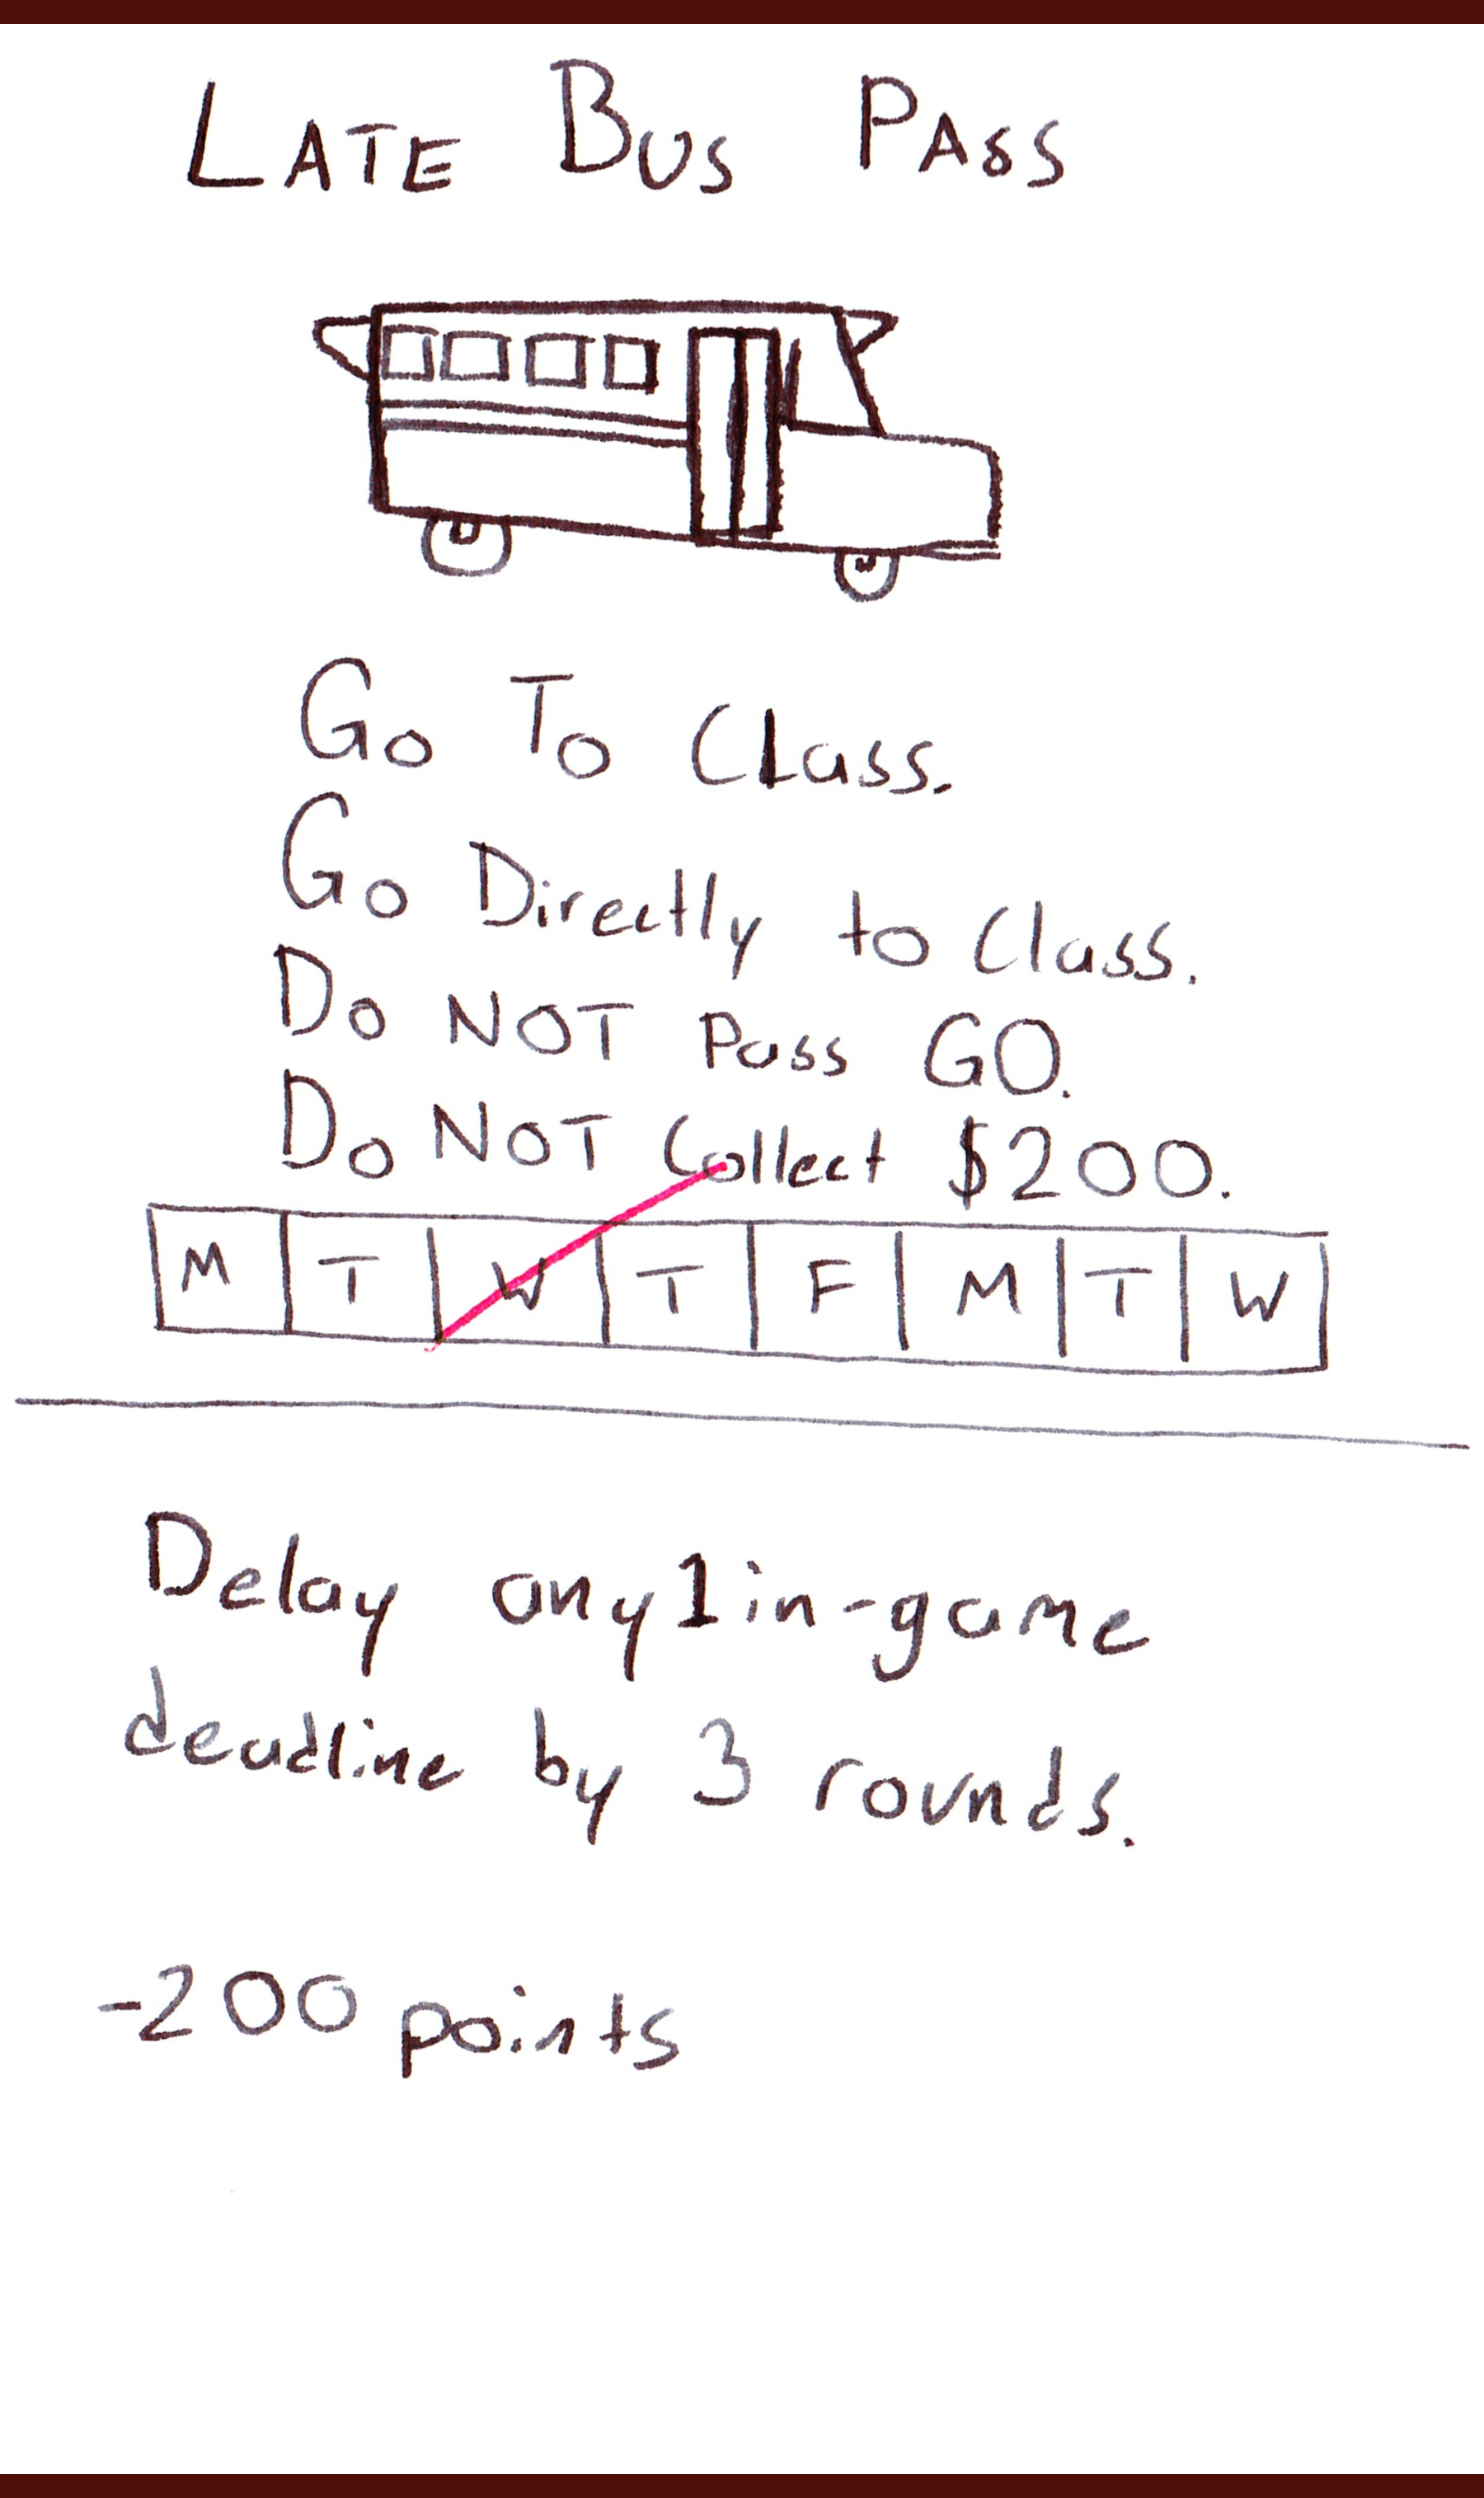 LATE BUS PASS
Go To Class.
Go Directly to Class.
Do NOT Pass GO.
Do NOT Collect $200.
M T W T F M T W
Delay any 1 in-game
deadline by 3 rounds.
-200 points